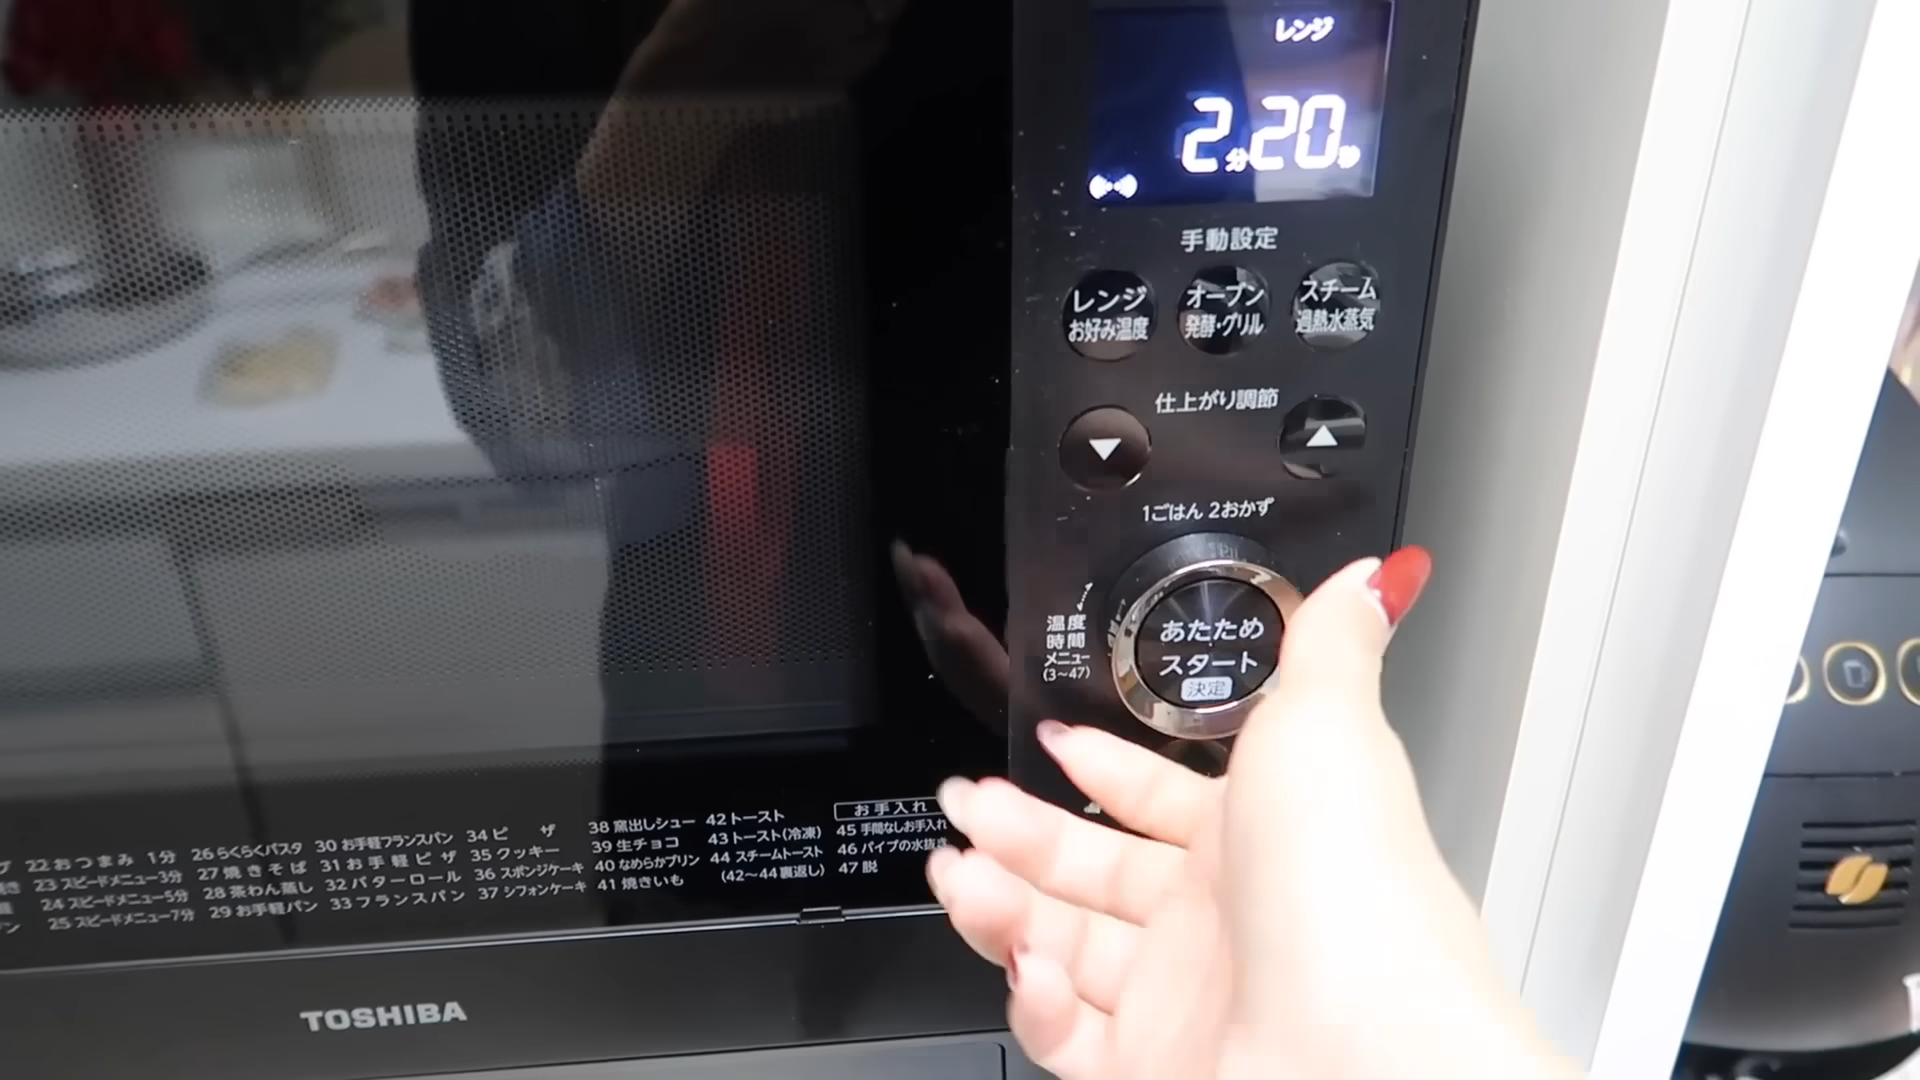 レンジ
2分20秒
手動設定
レンジ
お好み温度
オーブン
発酵・グリル
スチーム
過熱水蒸気
仕上がり調節
1ごはん 2おかず
温度
時間
メニュー
(3~47)
あたため
スタート
決定
22 おつまみ 1分
23 スピードメニュー3分
24 スピードメニュー5分
25 スピードメニュー7分
26 らくらくパスタ
27 焼きそば
28 茶わん蒸し
29 お手軽パン
30 お手軽フランスパン
31 お手軽ピザ
32 バターロール
33 フランスパン
34 ピザ
35 クッキー
36 スポンジケーキ
37 シフォンケーキ
38 窯出しシュー
39 生チョコ
40 なめらかプリン
41 焼きいも
42 トースト
43 トースト(冷凍)
44 スチームトースト
(42~44裏返し)
お手入れ
45 手間なしお手入れ
46 パイプの水抜き
47 脱
TOSHIBA